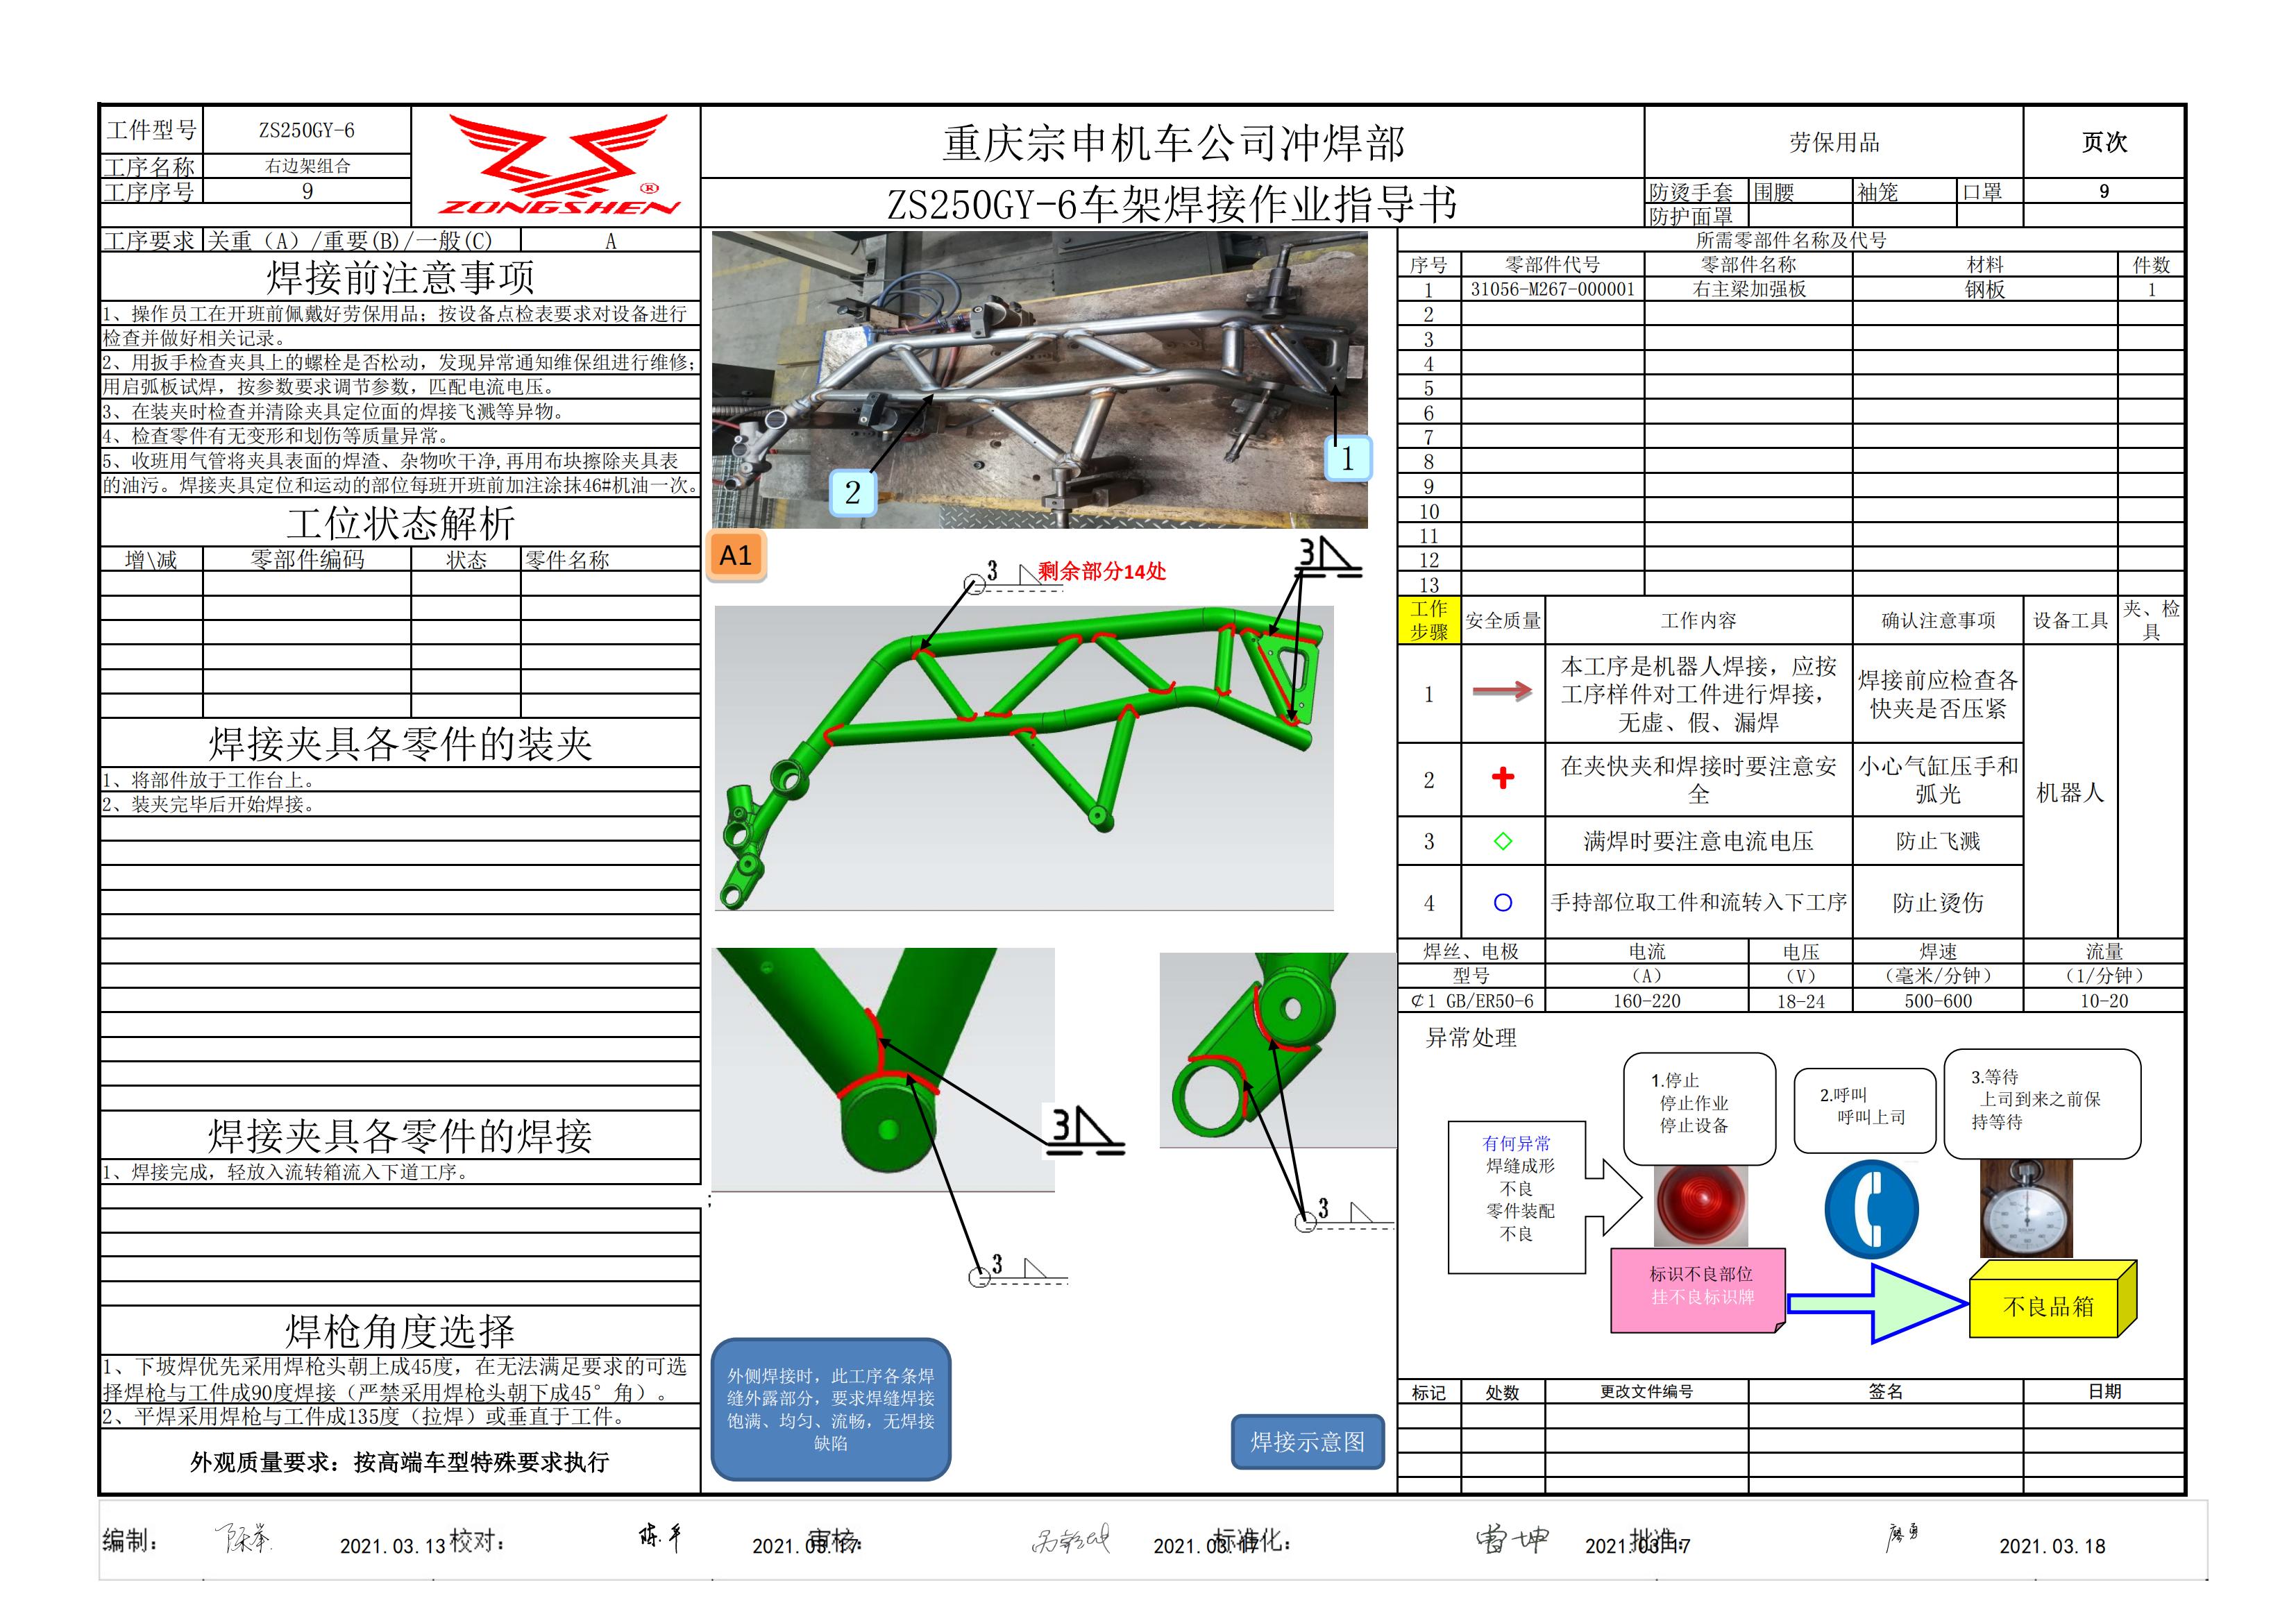 工件型号 ZS250GY-6
工序名称 右边架组合
工序序号 9
ZONGSHEN ®
重庆宗申机车公司冲焊部
ZS250GY-6车架焊接作业指导书
劳保用品 页次
防烫手套 围腰 袖笼 口罩 9
防护面罩
工序要求 关重（A）/重要(B)/一般(C) A
焊接前注意事项
1、操作员工在开班前佩戴好劳保用品；按设备点检表要求对设备进行
检查并做好相关记录。
2、用扳手检查夹具上的螺栓是否松动，发现异常通知维保组进行维修；
用启弧板试焊，按参数要求调节参数，匹配电流电压。
3、在装夹时检查并清除夹具定位面的焊接飞溅等异物。
4、检查零件有无变形和划伤等质量异常。
5、收班用气管将夹具表面的焊渣、杂物吹干净,再用布块擦除夹具表
的油污。焊接夹具定位和运动的部位每班开班前加注涂抹46#机油一次。
工位状态解析
增\减 零部件编码 状态 零件名称
焊接夹具各零件的装夹
1、将部件放于工作台上。
2、装夹完毕后开始焊接。
焊接夹具各零件的焊接
1、焊接完成，轻放入流转箱流入下道工序。
焊枪角度选择
1、下坡焊优先采用焊枪头朝上成45度，在无法满足要求的可选
择焊枪与工件成90度焊接（严禁采用焊枪头朝下成45°角）。
2、平焊采用焊枪与工件成135度（拉焊）或垂直于工件。
外观质量要求：按高端车型特殊要求执行
1
2
A1
3 剩余部分14处
3
3
3
3
;
外侧焊接时，此工序各条焊
缝外露部分，要求焊缝焊接
饱满、均匀、流畅，无焊接
缺陷
焊接示意图
所需零部件名称及代号
序号 零部件代号 零部件名称 材料 件数
1 31056-M267-000001 右主梁加强板 钢板 1
2
3
4
5
6
7
8
9
10
11
12
13
工作步骤 安全质量 工作内容 确认注意事项 设备工具 夹、检具
1 本工序是机器人焊接，应按
工序样件对工件进行焊接，
无虚、假、漏焊
焊接前应检查各
快夹是否压紧
2 在夹快夹和焊接时要注意安
全
小心气缸压手和
弧光
机器人
3 满焊时要注意电流电压 防止飞溅
4 手持部位取工件和流转入下工序 防止烫伤
焊丝、电极 电流 电压 焊速 流量
型号 （A） （V） （毫米/分钟） （1/分钟）
¢1 GB/ER50-6 160-220 18-24 500-600 10-20
异常处理
有何异常
焊缝成形
不良
零件装配
不良
1.停止
停止作业
停止设备
2.呼叫
呼叫上司
3.等待
上司到来之前保
持等待
标识不良部位
挂不良标识牌
不良品箱
标记 处数 更改文件编号 签名 日期
编制： 2021.03.13 校对： 2021.03.17 审核： 2021.03.17 标准化： 2021.03.17 批准： 2021.03.18